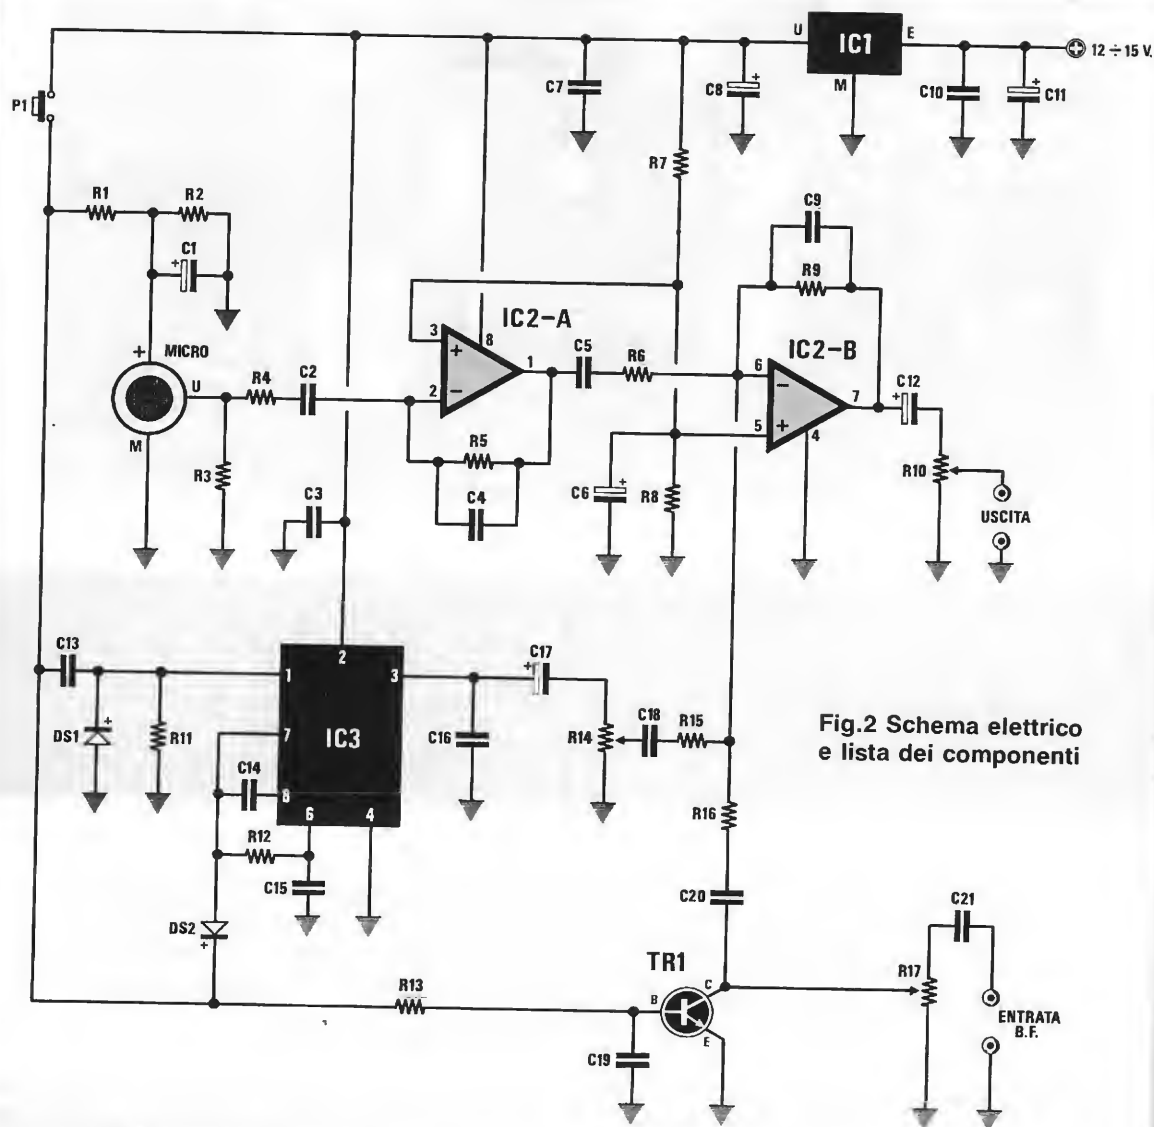 U
IC1
E
12 ÷ 15 V.
M
C7
C8
+
C10
+
C11
P1
R1
R2
+
C1
R7
C9
R9
IC2-A
IC2-B
+
MICRO
U
M
R4
C2
R3
3
+
8
1
2
−
R5
C4
C5
R6
6
−
7
5
+
4
+
C12
R10
USCITA
C3
C6
+
R8
C13
1
2
3
7
IC3
8
6
4
DS1
+
R11
C14
R12
C15
DS2
+
C16
+
C17
R14
C18
R15
Fig.2 Schema elettrico
e lista dei componenti
R16
C20
C21
R17
ENTRATA
B.F.
R13
TR1
B
C
E
C19